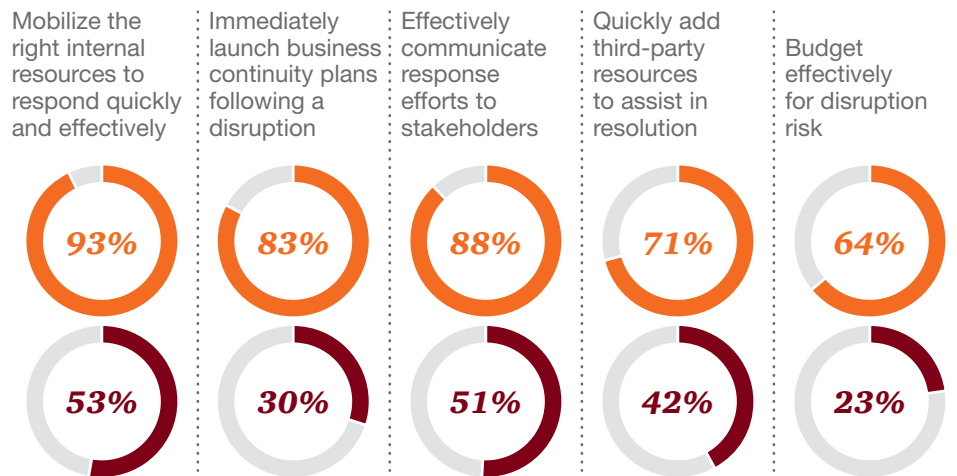 Mobilize the
right internal
resources to
respond quickly
and effectively
Immediately
launch business
continuity plans
following a
disruption
Effectively
communicate
response
efforts to
stakeholders
Quickly add
third-party
resources
to assist in
resolution
Budget
effectively
for disruption
risk
93%
83%
88%
71%
64%
53%
30%
51%
42%
23%